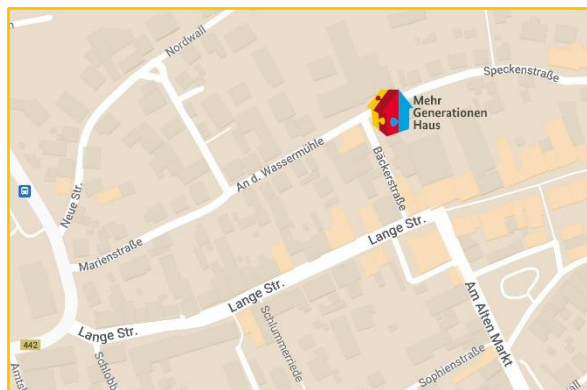 Nordwall
Speckenstraße
Mehr
Generationen
Haus
An d. Wassermühle
Bäckerstraße
Neue Str.
Marienstraße
Lange Str.
Lange Str.
Lange Str.
Schlummerriede
Am Alten Markt
Sophienstraße
442